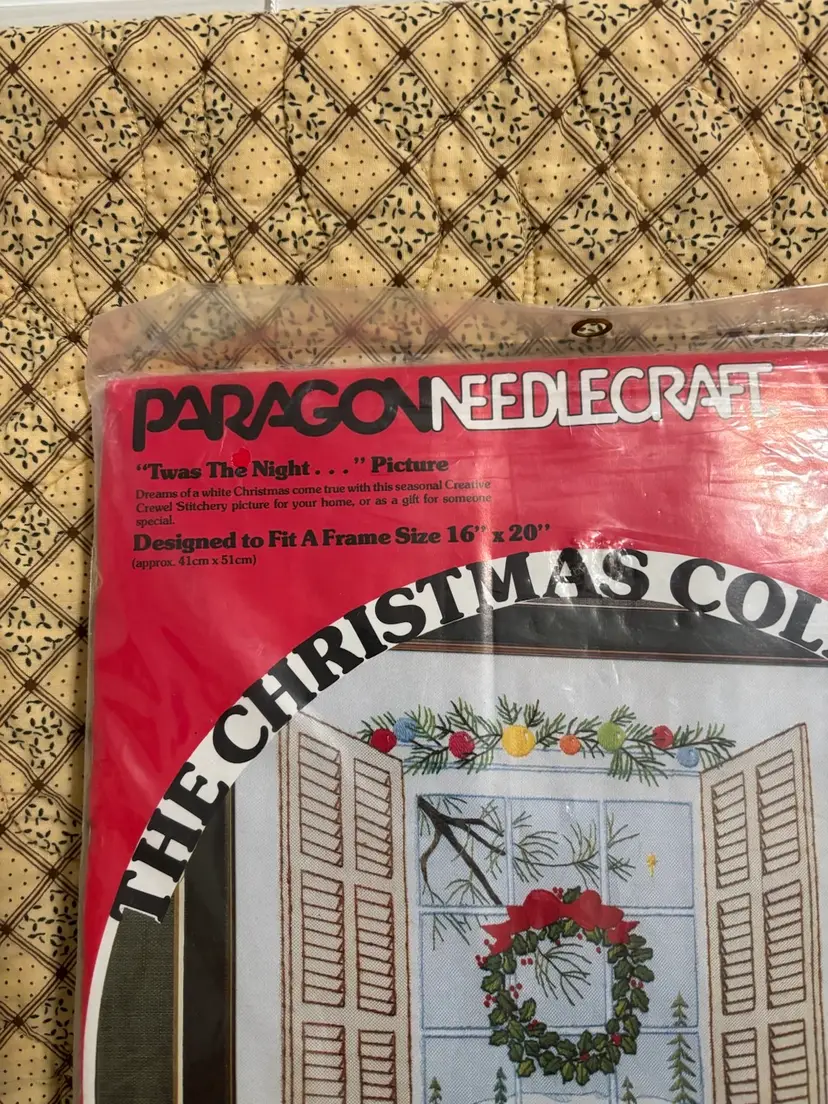 PARAGON NEEDLECRAFT
“Twas The Night . . .” Picture
Dreams of a white Christmas come true with this seasonal Creative
Crewel Stitchery picture for your home, or as a gift for someone
special.
Designed to Fit A Frame Size 16” x 20”
(approx. 41cm x 51cm)
THE CHRISTMAS COL